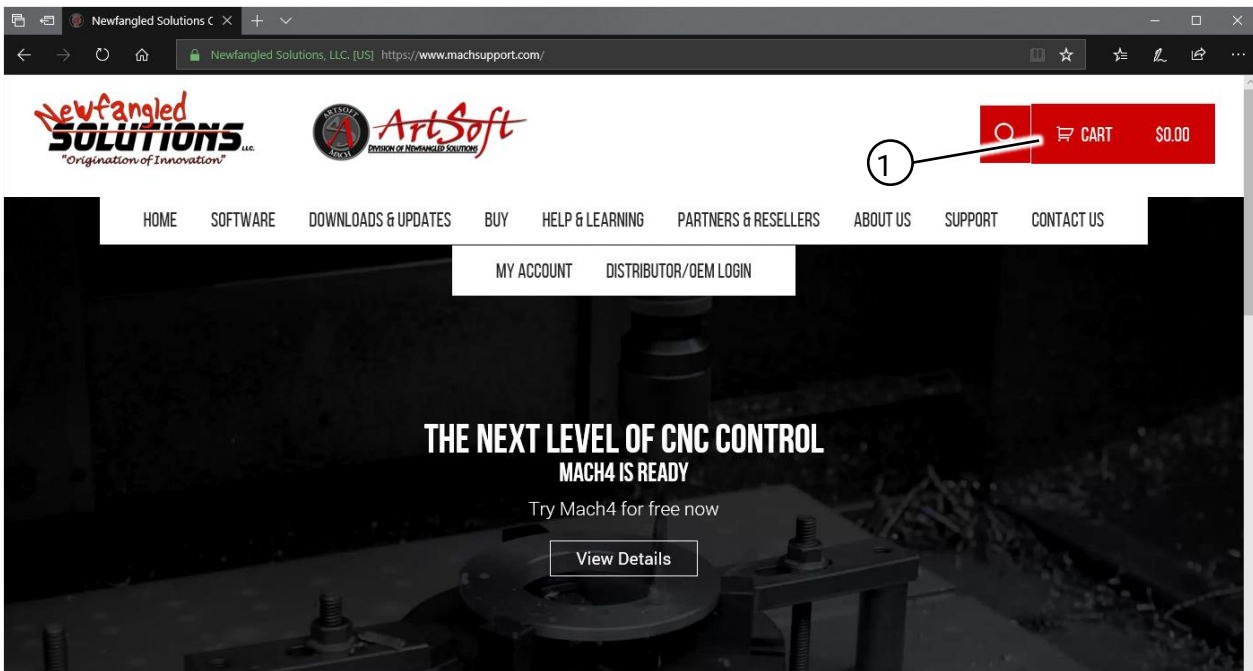 Newfangled Solutions C
Newfangled Solutions, LLC. [US] https://www.machsupport.com/
Newfangled
SOLUTIONS LLC.
"Origination of Innovation"
ARTSOFT
A
MACH
ArtSoft
DIVISION OF NEWFANGLED SOLUTIONS
1
CART $0.00
HOME SOFTWARE DOWNLOADS & UPDATES BUY HELP & LEARNING PARTNERS & RESELLERS ABOUT US SUPPORT CONTACT US
MY ACCOUNT DISTRIBUTOR/OEM LOGIN
THE NEXT LEVEL OF CNC CONTROL
MACH4 IS READY
Try Mach4 for free now
View Details